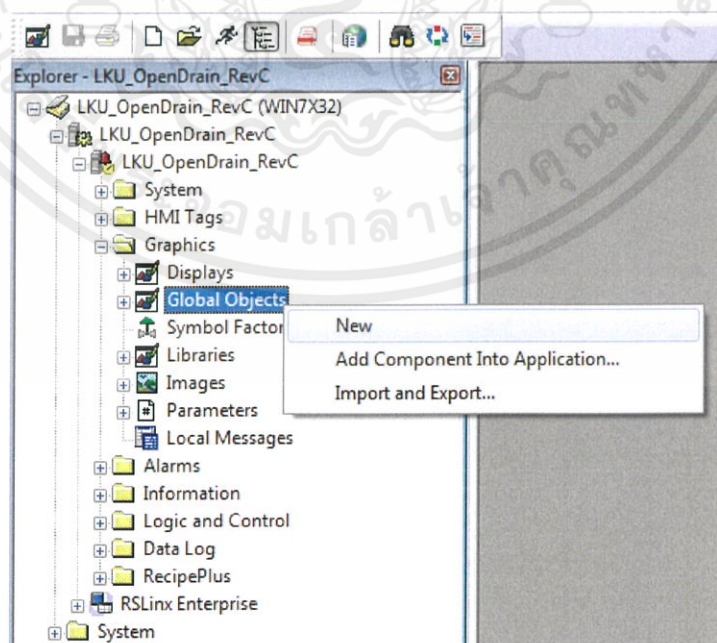 Explorer - LKU_OpenDrain_RevC
LKU_OpenDrain_RevC (WIN7X32)
LKU_OpenDrain_RevC
LKU_OpenDrain_RevC
System
HMI Tags
Graphics
Displays
Global Objects
Symbol Factor
Libraries
Images
Parameters
Local Messages
Alarms
Information
Logic and Control
Data Log
RecipePlus
RSLinx Enterprise
System
New
Add Component Into Application...
Import and Export...